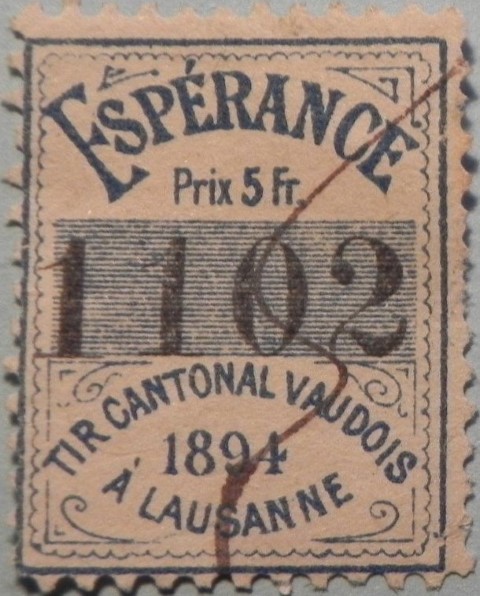 ESPÉRANCE
Prix 5 Fr.
1102
TIR CANTONAL VAUDOIS
1894
À LAUSANNE